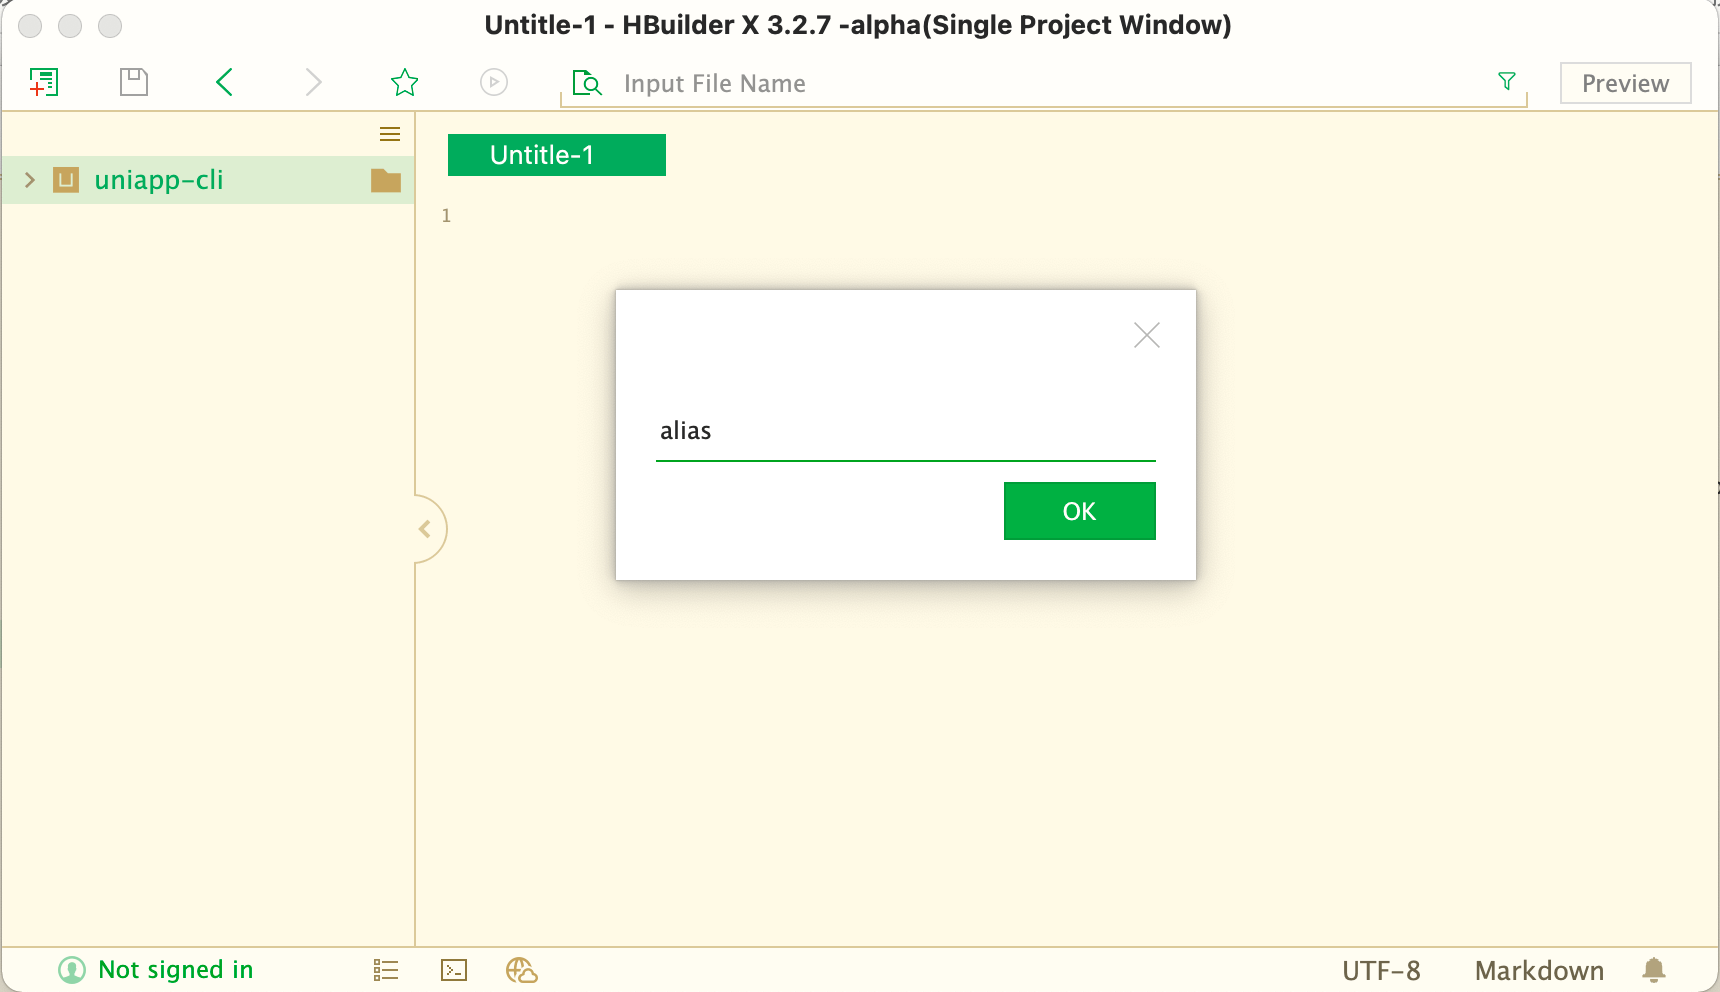 Untitle-1 - HBuilder X 3.2.7 -alpha(Single Project Window)
Input File Name
Preview
uniapp-cli
Untitle-1
1
alias
OK
Not signed in
UTF-8
Markdown